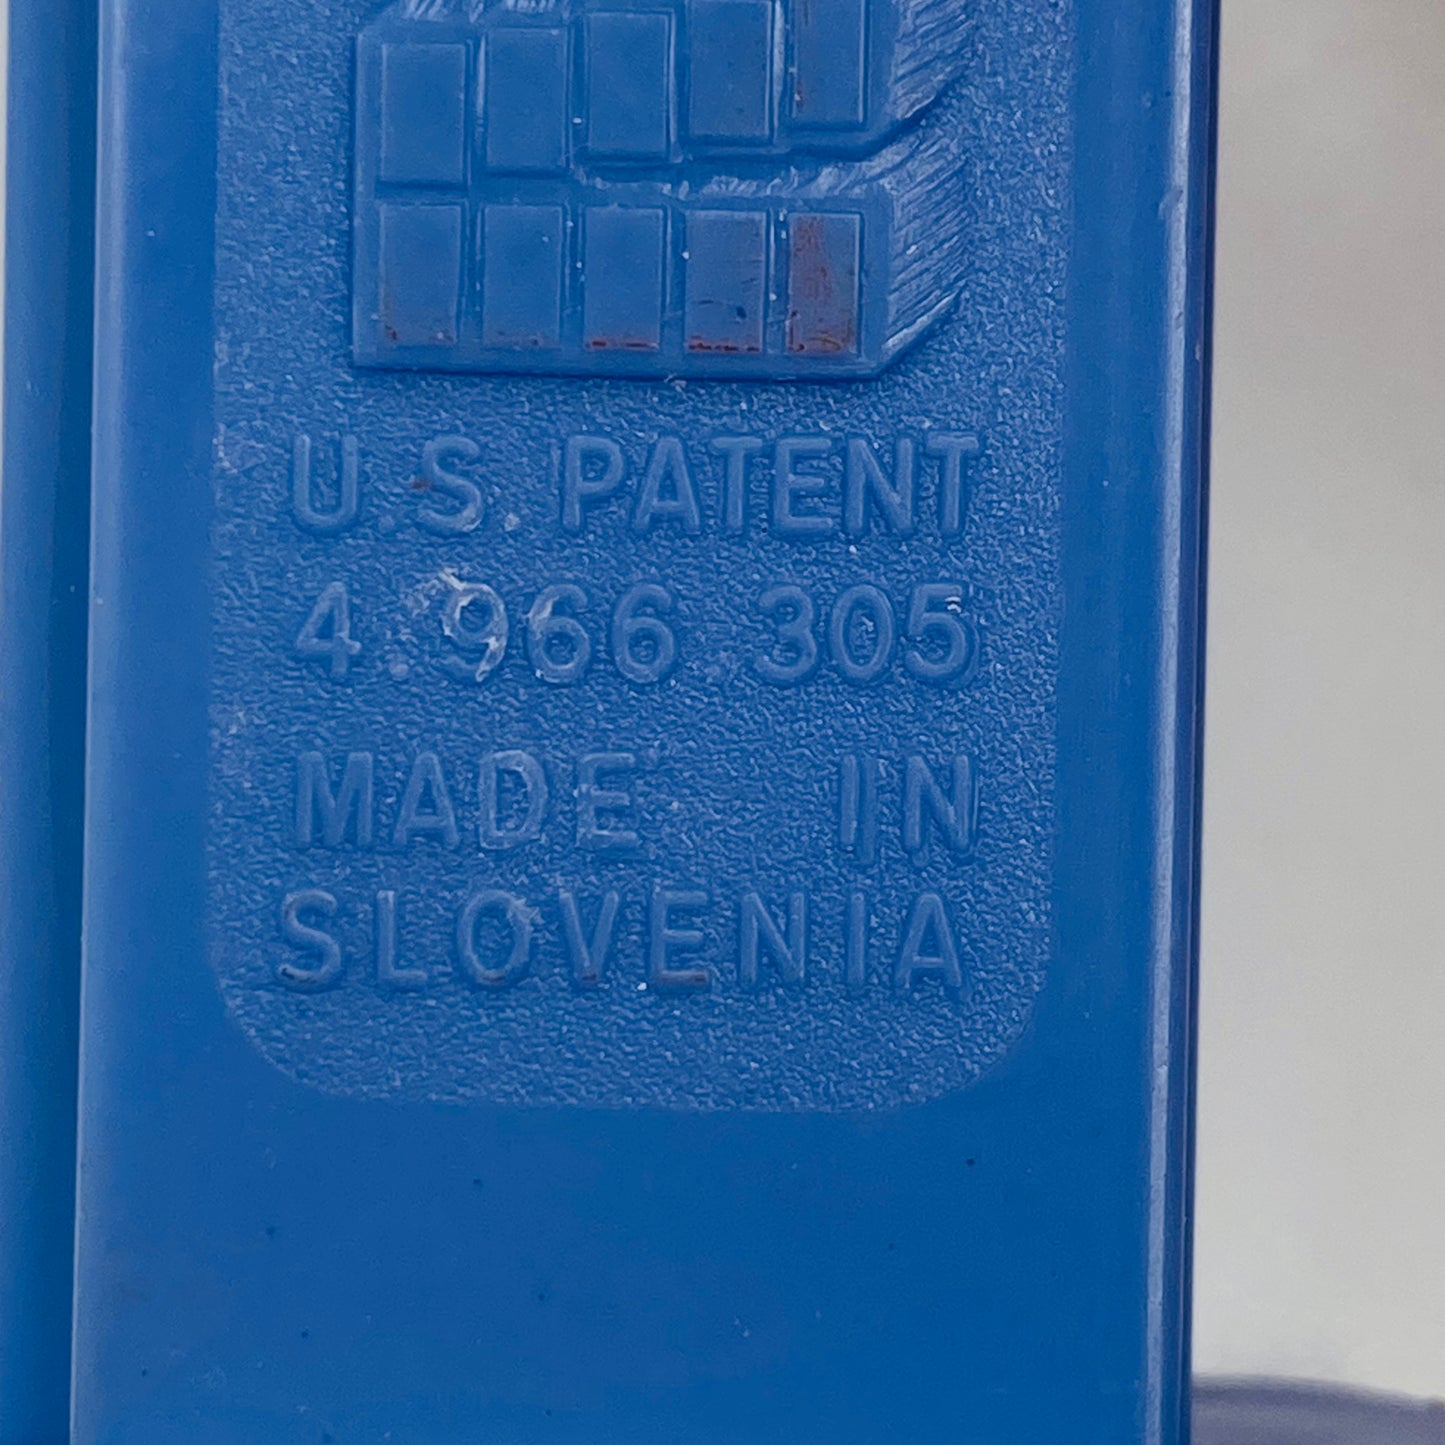 U.S. PATENT
4.966 305
MADE IN
SLOVENIA